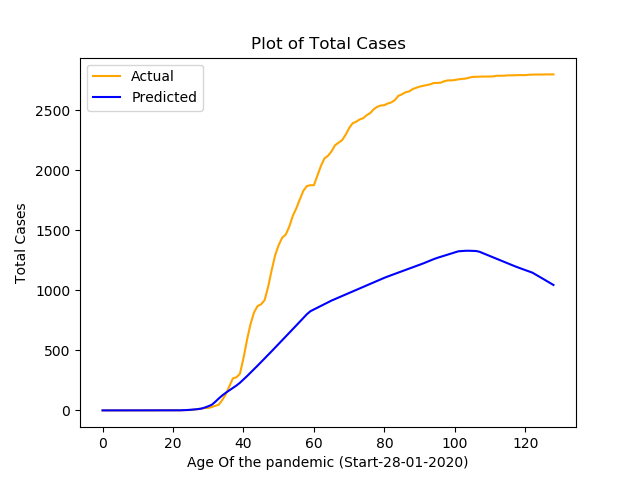 Plot of Total Cases
Actual
Predicted
Total Cases
2500
2000
1500
1000
500
0
0 20 40 60 80 100 120
Age Of the pandemic (Start-28-01-2020)